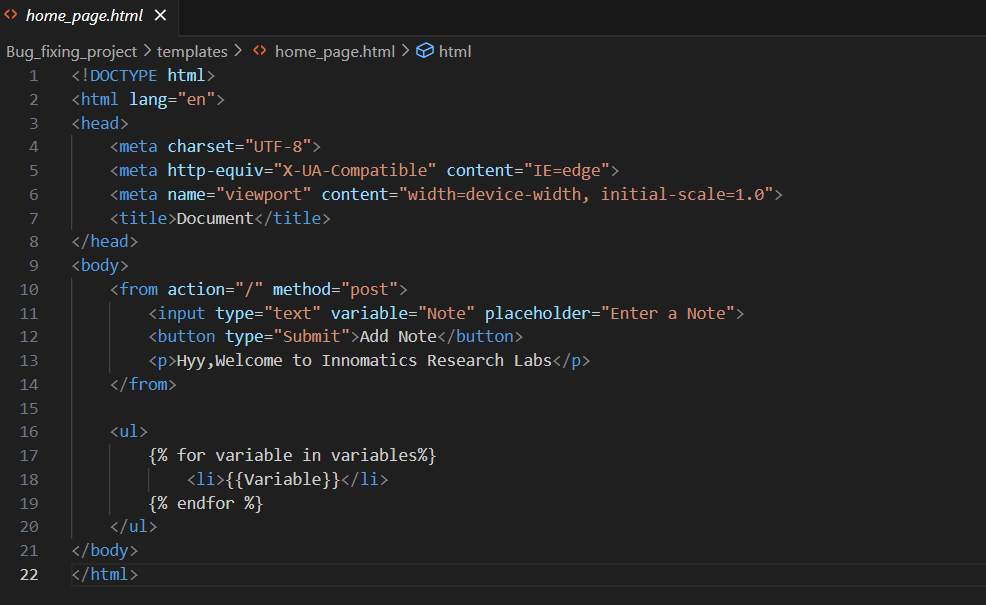 home_page.html
Bug_fixing_project > templates > home_page.html > html
1 <!DOCTYPE html>
2 <html lang="en">
3 <head>
4     <meta charset="UTF-8">
5     <meta http-equiv="X-UA-Compatible" content="IE=edge">
6     <meta name="viewport" content="width=device-width, initial-scale=1.0">
7     <title>Document</title>
8 </head>
9 <body>
10     <from action="/" method="post">
11         <input type="text" variable="Note" placeholder="Enter a Note">
12         <button type="Submit">Add Note</button>
13         <p>Hyy,Welcome to Innomatics Research Labs</p>
14     </from>
15
16     <ul>
17         {% for variable in variables%}
18             <li>{{Variable}}</li>
19         {% endfor %}
20     </ul>
21 </body>
22 </html>